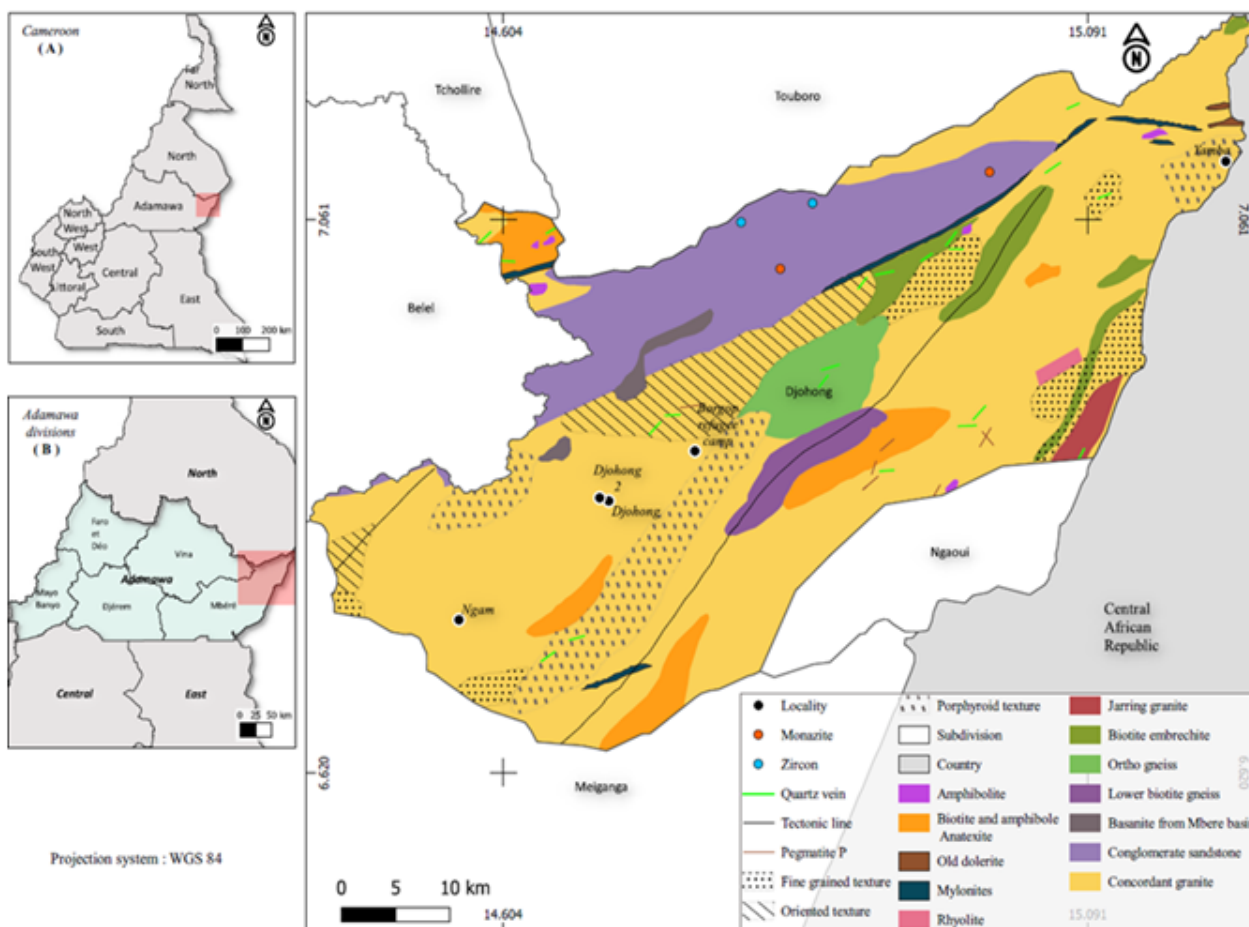 Cameroon
(A)
N
Far
North
North
Adamawa
North
West
West
South
West
Littoral
Central
East
South
0 100 200 km
Adamawa
divisions
(B)
N
North
Faro
et
Déo
Vina
Adamawa
Mayo
Banyo
Djérem
Mbéré
Central
East
0 25 50 km
Projection system : WGS 84
14.604
15.091
N
Tchollire
Touboro
Yamba
7.061
7.061
Belel
Djohong
Borgop
refugee
camp
Djohong
2
Djohong
Ngam
Ngaoui
Central
African
Republic
Meiganga
6.620
6.620
0 5 10 km
14.604
15.091
Locality
Monazite
Zircon
Quartz vein
Tectonic line
Pegmatite P
Fine grained texture
Oriented texture
Porphyroid texture
Subdivision
Country
Amphibolite
Biotite and amphibole
Anatexite
Old dolerite
Mylonites
Rhyolite
Jarring granite
Biotite embrechite
Ortho gneiss
Lower biotite gneiss
Basanite from Mbere basi
Conglomerate sandstone
Concordant granite